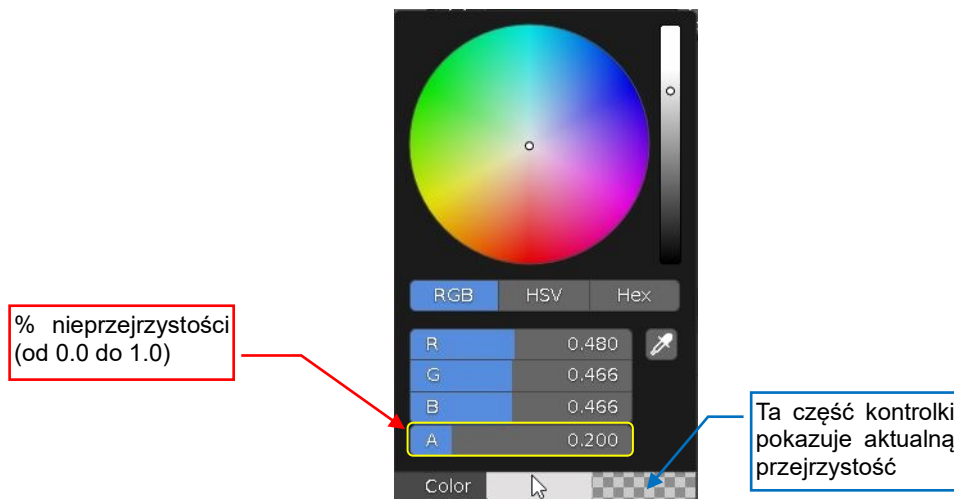 RGB HSV Hex
% nieprzejrzystości
(od 0.0 do 1.0)
R 0.480
G 0.466
B 0.466
A 0.200
Ta część kontrolki
pokazuje aktualną
przejrzystość
Color